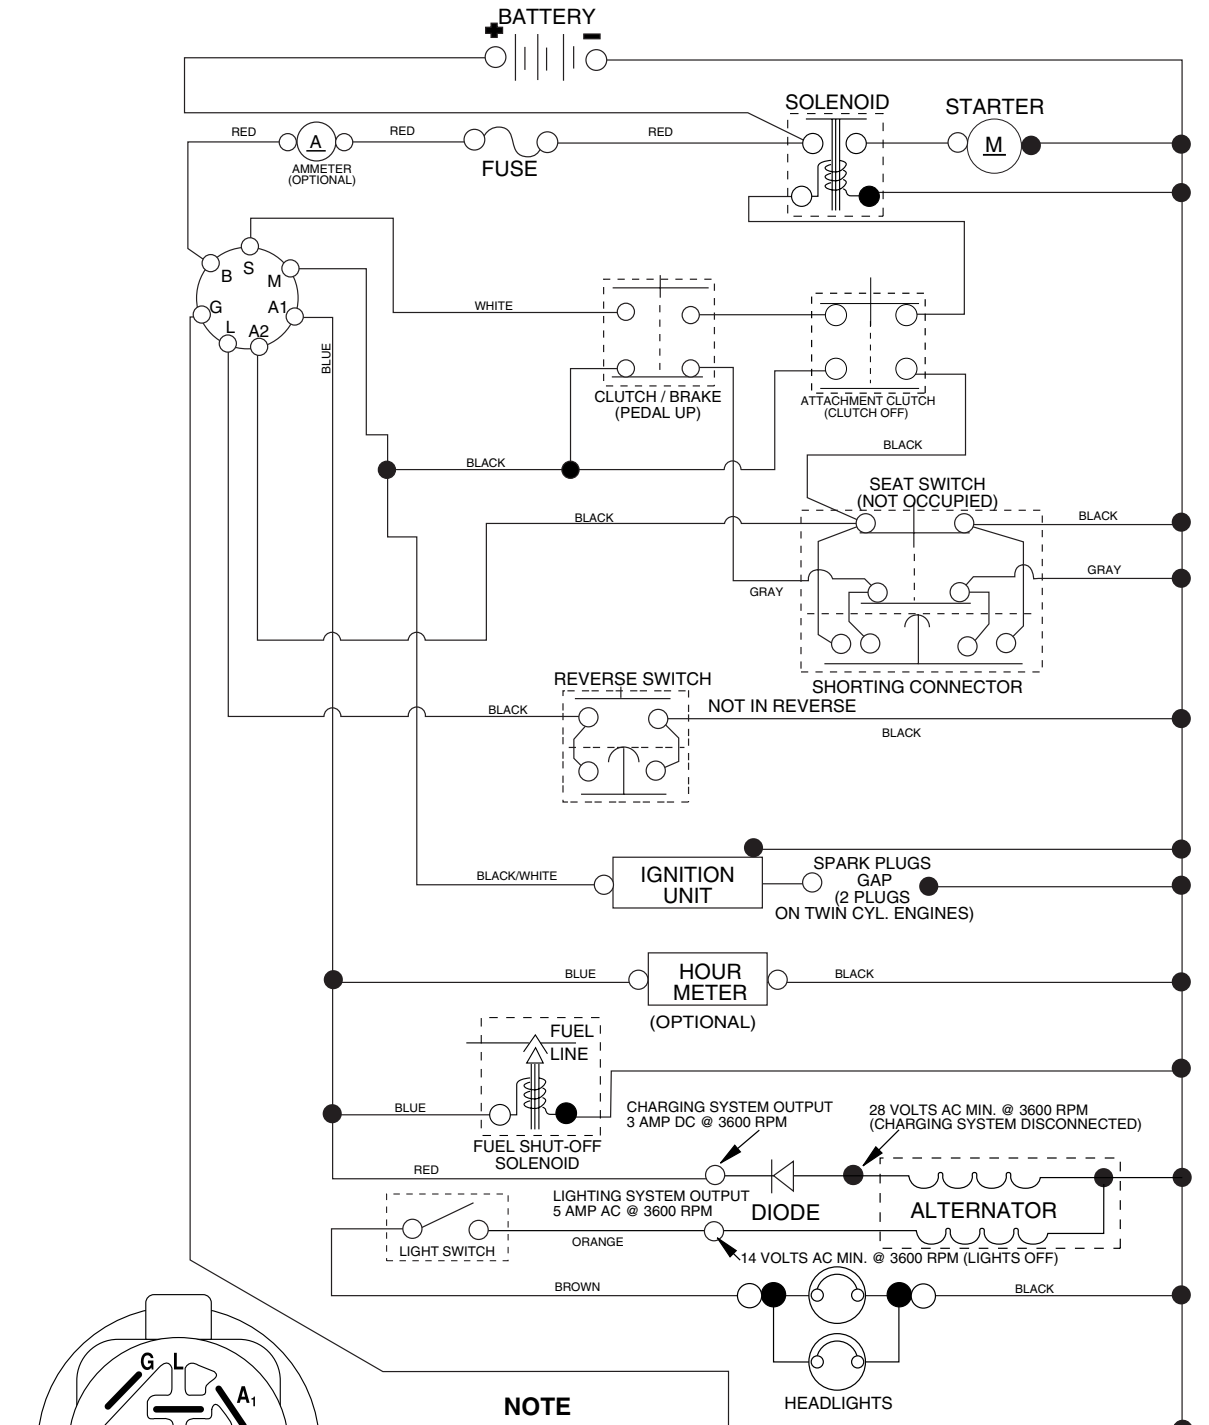 BATTERY
+
-
SOLENOID
STARTER
RED
A
RED
RED
M
AMMETER
(OPTIONAL)
FUSE
B
S
M
G
A1
L
A2
WHITE
BLUE
CLUTCH / BRAKE
(PEDAL UP)
ATTACHMENT CLUTCH
(CLUTCH OFF)
BLACK
BLACK
SEAT SWITCH
(NOT OCCUPIED)
BLACK
BLACK
GRAY
GRAY
SHORTING CONNECTOR
REVERSE SWITCH
NOT IN REVERSE
BLACK
BLACK
BLACK/WHITE
IGNITION
UNIT
SPARK PLUGS
GAP
(2 PLUGS
ON TWIN CYL. ENGINES)
BLUE
HOUR
METER
BLACK
(OPTIONAL)
FUEL
LINE
BLUE
FUEL SHUT-OFF
SOLENOID
CHARGING SYSTEM OUTPUT
3 AMP DC @ 3600 RPM
28 VOLTS AC MIN. @ 3600 RPM
(CHARGING SYSTEM DISCONNECTED)
RED
LIGHTING SYSTEM OUTPUT
5 AMP AC @ 3600 RPM
DIODE
ALTERNATOR
LIGHT SWITCH
ORANGE
14 VOLTS AC MIN. @ 3600 RPM (LIGHTS OFF)
BROWN
BLACK
HEADLIGHTS
G
L
A1
NOTE